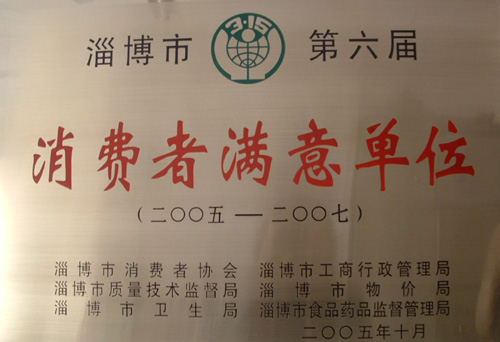 淄博市 3·15 第六届
消费者满意单位
（二〇〇五 — 二〇〇七）
淄博市消费者协会 淄博市工商行政管理局
淄博市质量技术监督局 淄博市物价局
淄博市卫生局 淄博市食品药品监督管理局
二〇〇五年十月